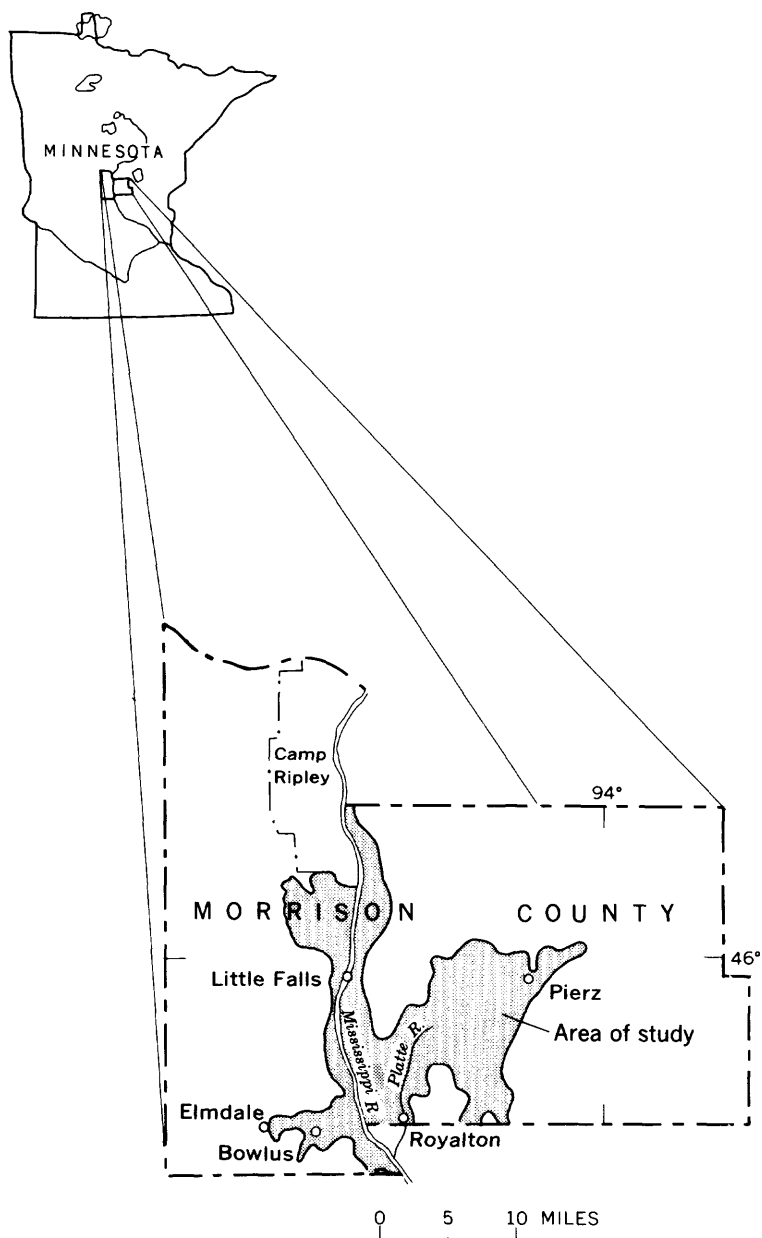 MINNESOTA
Camp
Ripley
94°
MORRISON COUNTY
46°
Little Falls
Pierz
Mississippi R
Platte R.
Area of study
Elmdale
Bowlus
Royalton
0 5 10 MILES